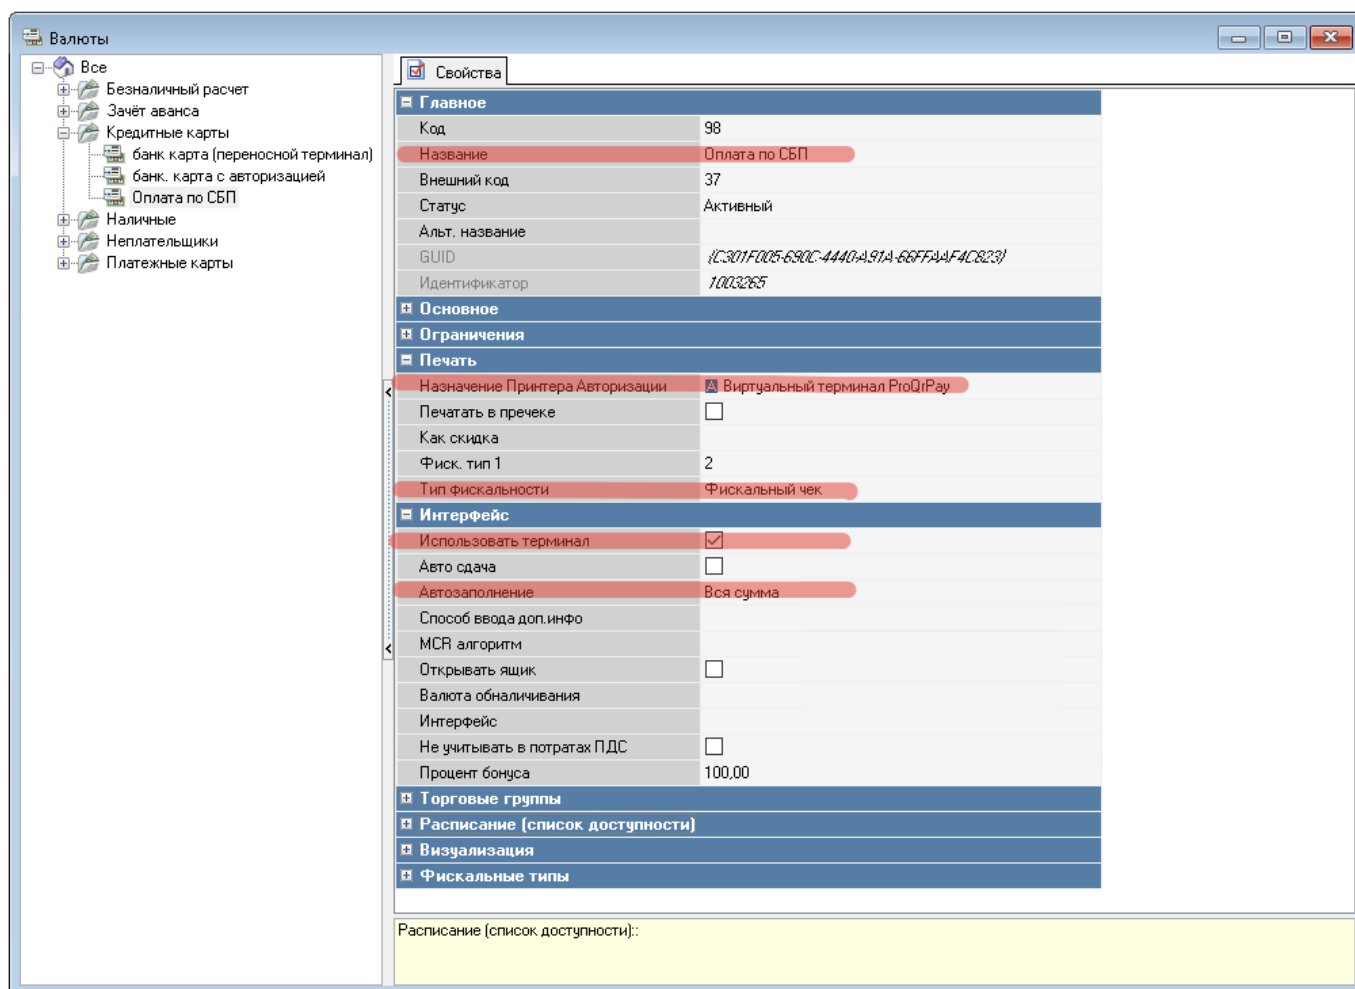 Валюты
Все
Безналичный расчет
Зачёт аванса
Кредитные карты
банк карта (переносной терминал)
банк. карта с авторизацией
Оплата по СБП
Наличные
Неплательщики
Платежные карты
Свойства
Главное
Код 98
Название Оплата по СБП
Внешний код 37
Статус Активный
Альт. название
GUID {C301F005-690C-4440-A91A-66FFAAF4C823}
Идентификатор 1003265
Основное
Ограничения
Печать
Назначение Принтера Авторизации Виртуальный терминал ProQrPay
Печатать в пречеке
Как скидка
Фиск. тип 1 2
Тип фискальности Фискальный чек
Интерфейс
Использовать терминал
Авто сдача
Автозаполнение Вся сумма
Способ ввода доп.инфо
MCR алгоритм
Открывать ящик
Валюта обналичивания
Интерфейс
Не учитывать в потратах ПДС
Процент бонуса 100,00
Торговые группы
Расписание (список доступности)
Визуализация
Фискальные типы
Расписание (список доступности)::